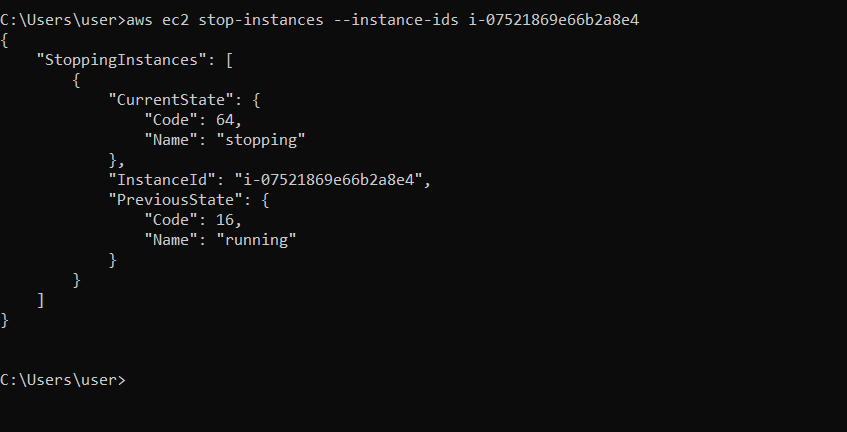 C:\Users\user>aws ec2 stop-instances --instance-ids i-07521869e66b2a8e4
{
    "StoppingInstances": [
        {
            "CurrentState": {
                "Code": 64,
                "Name": "stopping"
            },
            "InstanceId": "i-07521869e66b2a8e4",
            "PreviousState": {
                "Code": 16,
                "Name": "running"
            }
        }
    ]
}
C:\Users\user>